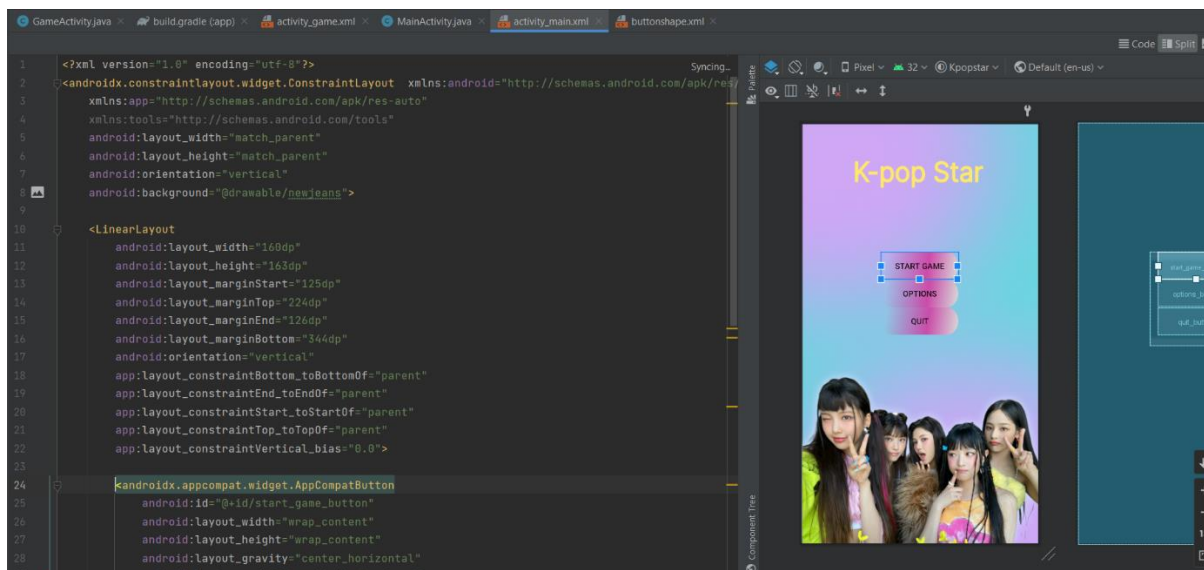 GameActivity.java build.gradle (:app) activity_game.xml MainActivity.java activity_main.xml buttonshape.xml
Code Split
1 <?xml version="1.0" encoding="utf-8"?> Syncing...
2 <androidx.constraintlayout.widget.ConstraintLayout xmlns:android="http://schemas.android.com/apk/res/
3 xmlns:app="http://schemas.android.com/apk/res-auto"
4 xmlns:tools="http://schemas.android.com/tools"
5 android:layout_width="match_parent"
6 android:layout_height="match_parent"
7 android:orientation="vertical"
8 android:background="@drawable/newjeans">
9
10 <LinearLayout
11 android:layout_width="160dp"
12 android:layout_height="163dp"
13 android:layout_marginStart="125dp"
14 android:layout_marginTop="224dp"
15 android:layout_marginEnd="126dp"
16 android:layout_marginBottom="344dp"
17 android:orientation="vertical"
18 app:layout_constraintBottom_toBottomOf="parent"
19 app:layout_constraintEnd_toEndOf="parent"
20 app:layout_constraintStart_toStartOf="parent"
21 app:layout_constraintTop_toTopOf="parent"
22 app:layout_constraintVertical_bias="0.0">
23
24 <androidx.appcompat.widget.AppCompatButton
25 android:id="@+id/start_game_button"
26 android:layout_width="wrap_content"
27 android:layout_height="wrap_content"
28 android:layout_gravity="center_horizontal"
Palette
Component Tree
Pixel 32 Kpopstar Default (en-us)
K-pop Star
START GAME
OPTIONS
QUIT
start_game_
options_b
quit_but